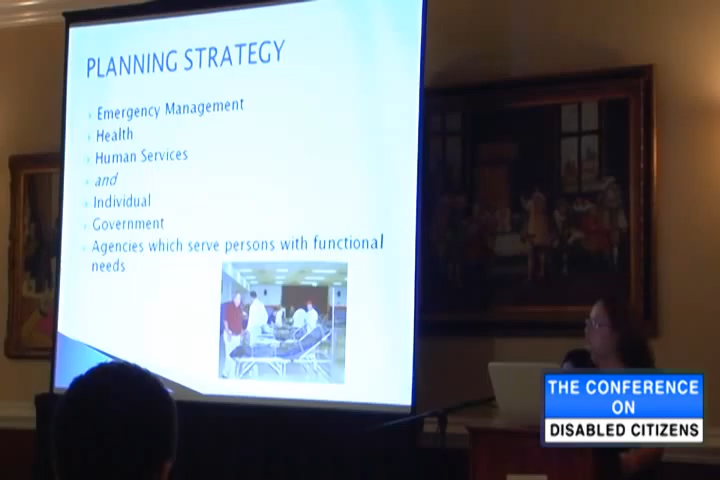 PLANNING STRATEGY
Emergency Management
Health
Human Services
and
Individual
Government
Agencies which serve persons with functional
needs
THE CONFERENCE
ON
DISABLED CITIZENS